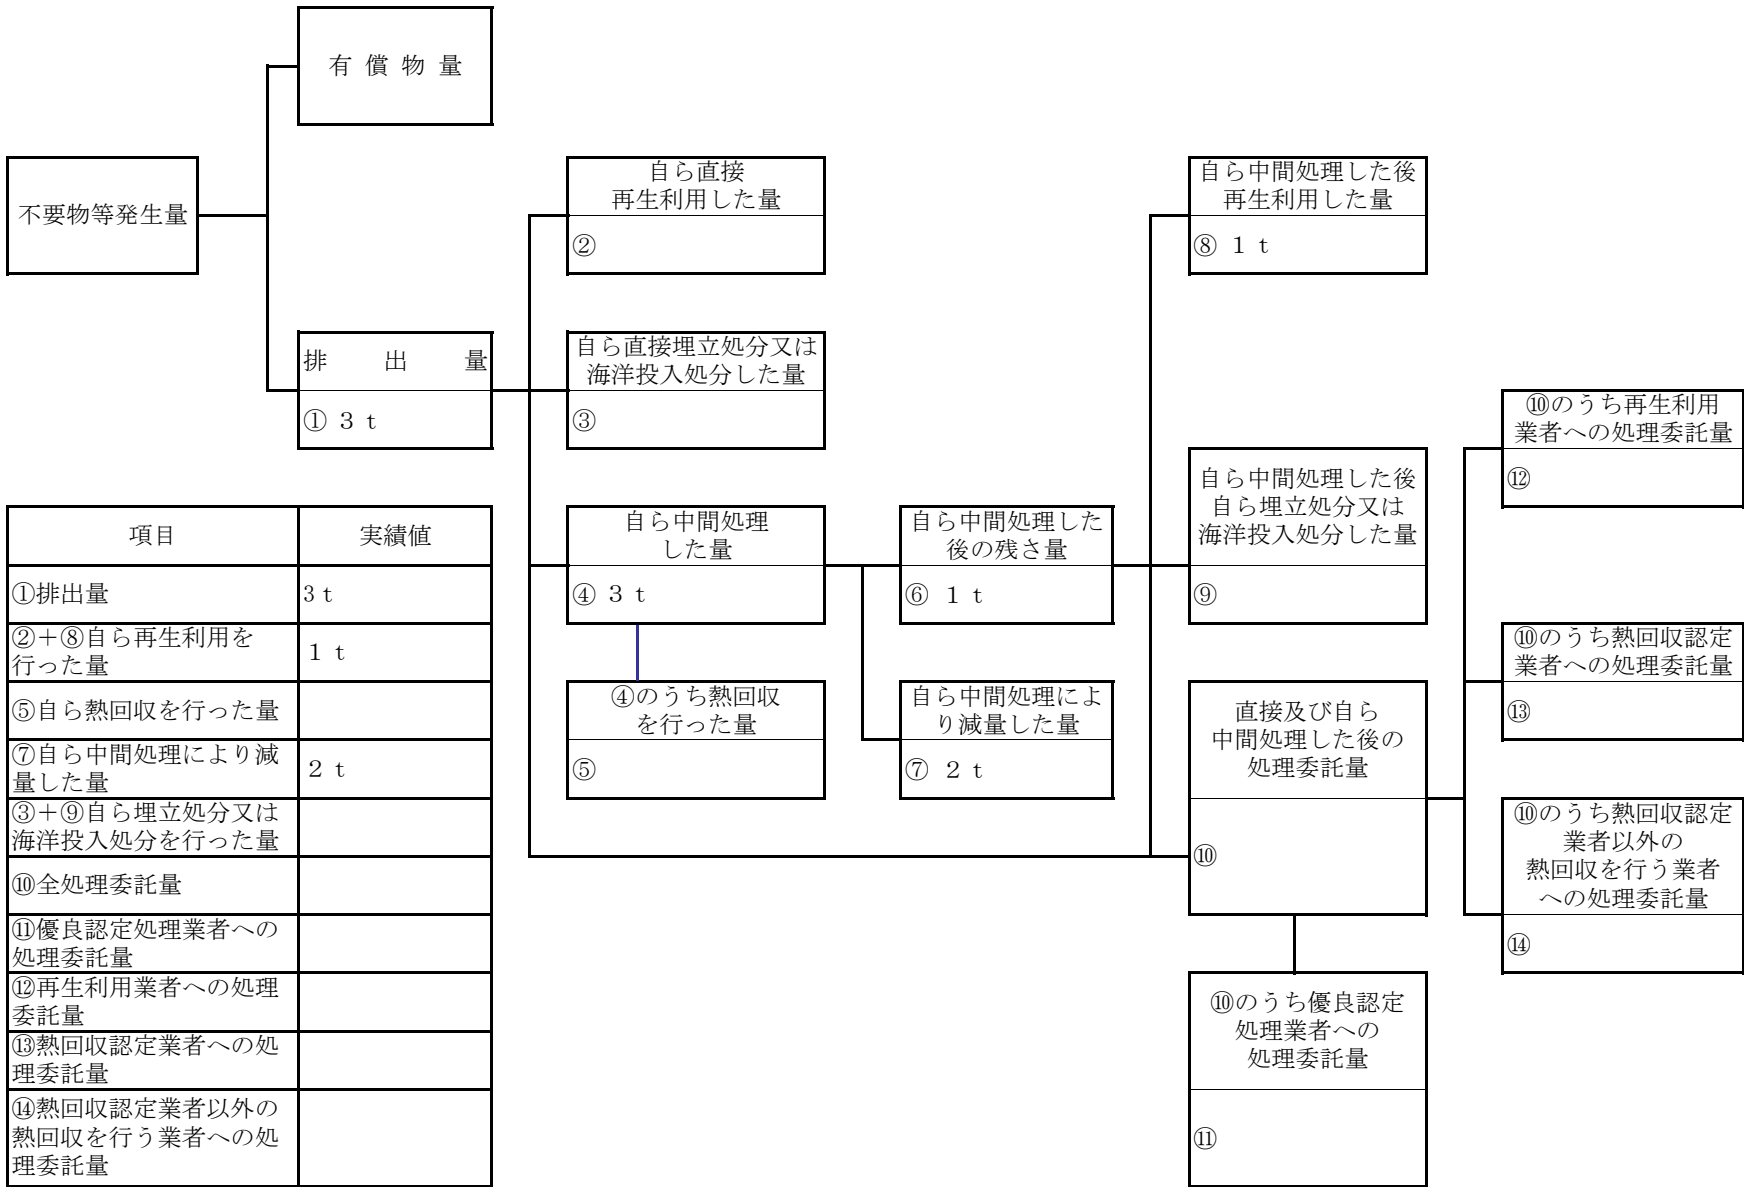 有 償 物 量
不要物等発生量
自ら直接
再生利用した量
②
自ら中間処理した後
再生利用した量
⑧ 1 t
排 出 量
① 3 t
自ら直接埋立処分又は
海洋投入処分した量
③
⑩のうち再生利用
業者への処理委託量
⑫
自ら中間処理した後
自ら埋立処分又は
海洋投入処分した量
⑨
自ら中間処理
した量
④ 3 t
自ら中間処理した
後の残さ量
⑥ 1 t
⑩のうち熱回収認定
業者への処理委託量
⑬
④のうち熱回収
を行った量
⑤
自ら中間処理によ
り減量した量
⑦ 2 t
直接及び自ら
中間処理した後の
処理委託量
⑩
⑩のうち熱回収認定
業者以外の
熱回収を行う業者
への処理委託量
⑭
⑩のうち優良認定
処理業者への
処理委託量
⑪
項目 実績値
①排出量 3 t
②+⑧自ら再生利用を
行った量 1 t
⑤自ら熱回収を行った量
⑦自ら中間処理により減
量した量 2 t
③+⑨自ら埋立処分又は
海洋投入処分を行った量
⑩全処理委託量
⑪優良認定処理業者への
処理委託量
⑫再生利用業者への処理
委託量
⑬熱回収認定業者への処
理委託量
⑭熱回収認定業者以外の
熱回収を行う業者への処
理委託量